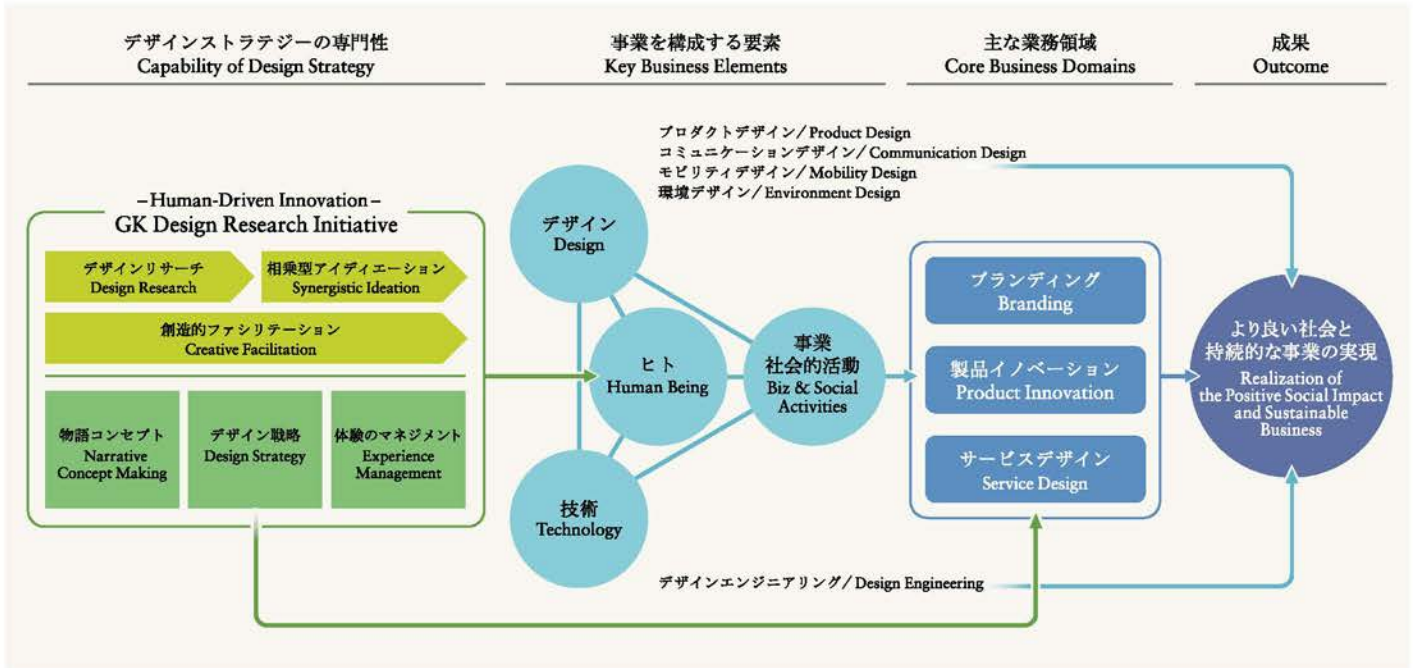 デザインストラテジーの専門性
Capability of Design Strategy
事業を構成する要素
Key Business Elements
主な業務領域
Core Business Domains
成果
Outcome
–Human-Driven Innovation–
GK Design Research Initiative
デザインリサーチ
Design Research
相乗型アイディエーション
Synergistic Ideation
創造的ファシリテーション
Creative Facilitation
物語コンセプト
Narrative
Concept Making
デザイン戦略
Design Strategy
体験のマネジメント
Experience
Management
プロダクトデザイン/Product Design
コミュニケーションデザイン/Communication Design
モビリティデザイン/Mobility Design
環境デザイン/Environment Design
デザイン
Design
ヒト
Human Being
事業
社会的活動
Biz & Social
Activities
技術
Technology
デザインエンジニアリング/Design Engineering
ブランディング
Branding
製品イノベーション
Product Innovation
サービスデザイン
Service Design
より良い社会と
持続的な事業の実現
Realization of
the Positive Social Impact
and Sustainable
Business